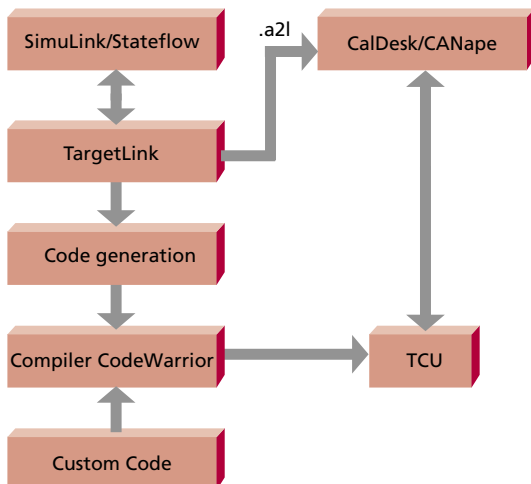 SimuLink/Stateflow
.a2l
CalDesk/CANape
TargetLink
Code generation
Compiler CodeWarrior
TCU
Custom Code